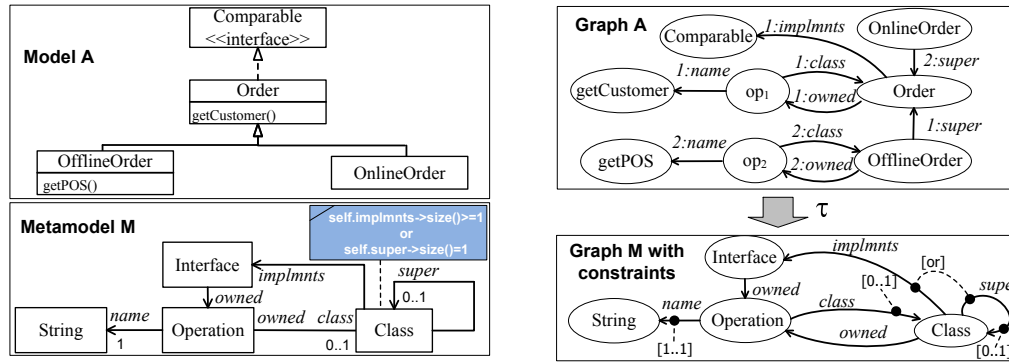 Model A
Comparable
<<interface>>
Order
getCustomer()
OfflineOrder
getPOS()
OnlineOrder
Metamodel M
self.implmnts->size()>=1
or
self.super->size()=1
Interface
implmnts
super
0..1
owned
String
name
1
Operation
owned
class
0..1
Class
Graph A
Comparable
1:implmnts
OnlineOrder
2:super
getCustomer
1:name
op1
1:class
1:owned
Order
1:super
getPOS
2:name
op2
2:class
2:owned
OfflineOrder
τ
Graph M with
constraints
Interface
implmnts
[or]
[0..1]
owned
class
String
name
Operation
owned
Class
[1..1]
[0..1]